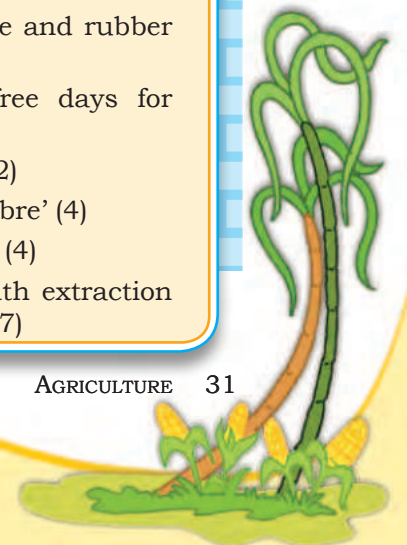 e and rubber
free days for
2)
bre’ (4)
(4)
th extraction
7)
AGRICULTURE 31